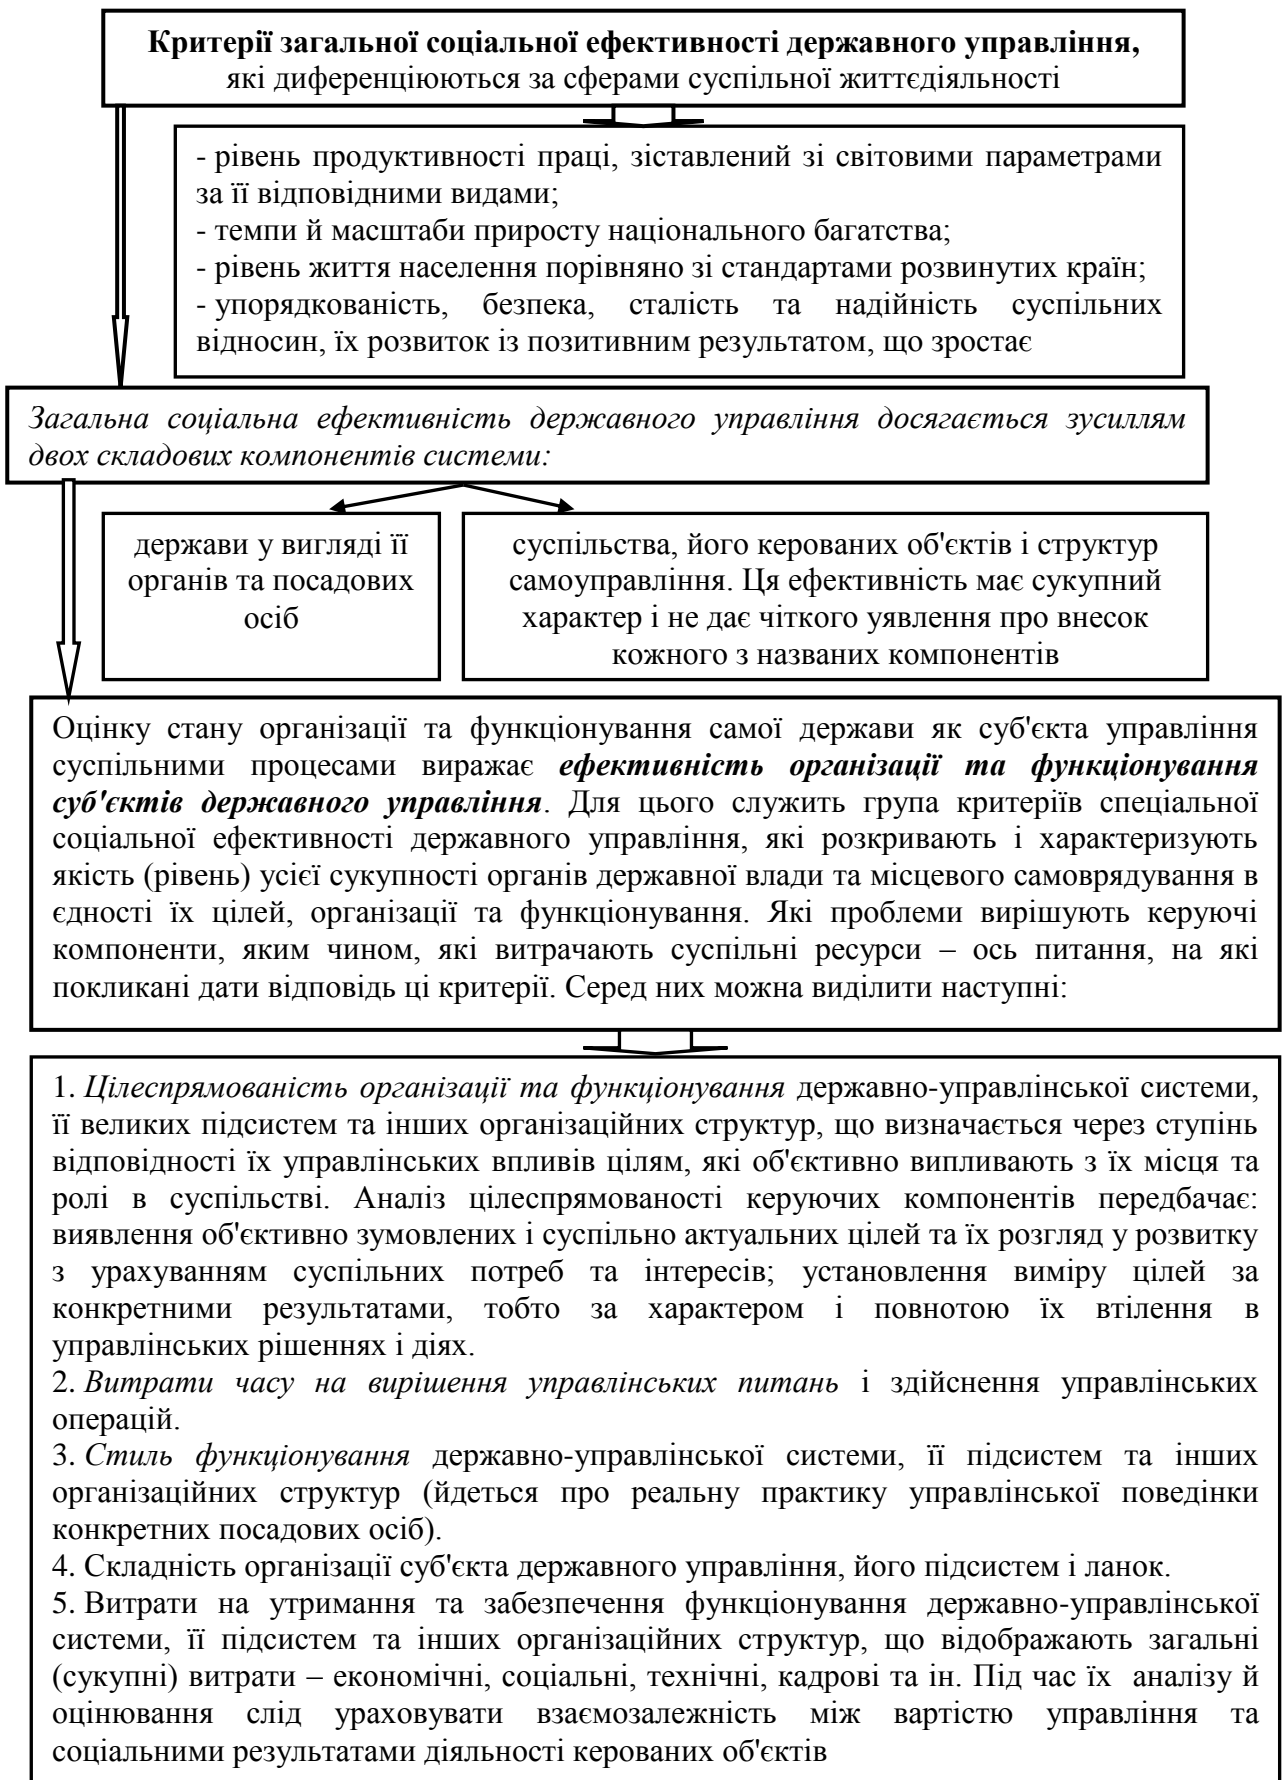 Критерії загальної соціальної ефективності державного управління,
які диференціюються за сферами суспільної життєдіяльності
- рівень продуктивності праці, зіставлений зі світовими параметрами
за її відповідними видами;
- темпи й масштаби приросту національного багатства;
- рівень життя населення порівняно зі стандартами розвинутих країн;
- упорядкованість, безпека, сталість та надійність суспільних
відносин, їх розвиток із позитивним результатом, що зростає
Загальна соціальна ефективність державного управління досягається зусиллям
двох складових компонентів системи:
держави у вигляді її
органів та посадових
осіб
суспільства, його керованих об'єктів і структур
самоуправління. Ця ефективність має сукупний
характер і не дає чіткого уявлення про внесок
кожного з названих компонентів
Оцінку стану організації та функціонування самої держави як суб'єкта управління
суспільними процесами виражає ефективність організації та функціонування
суб'єктів державного управління. Для цього служить група критеріїв спеціальної
соціальної ефективності державного управління, які розкривають і характеризують
якість (рівень) усієї сукупності органів державної влади та місцевого самоврядування в
єдності їх цілей, організації та функціонування. Які проблеми вирішують керуючі
компоненти, яким чином, які витрачають суспільні ресурси – ось питання, на які
покликані дати відповідь ці критерії. Серед них можна виділити наступні:
1. Цілеспрямованість організації та функціонування державно-управлінської системи,
її великих підсистем та інших організаційних структур, що визначається через ступінь
відповідності їх управлінських впливів цілям, які об'єктивно випливають з їх місця та
ролі в суспільстві. Аналіз цілеспрямованості керуючих компонентів передбачає:
виявлення об'єктивно зумовлених і суспільно актуальних цілей та їх розгляд у розвитку
з урахуванням суспільних потреб та інтересів; установлення виміру цілей за
конкретними результатами, тобто за характером і повнотою їх втілення в
управлінських рішеннях і діях.
2. Витрати часу на вирішення управлінських питань і здійснення управлінських
операцій.
3. Стиль функціонування державно-управлінської системи, її підсистем та інших
організаційних структур (йдеться про реальну практику управлінської поведінки
конкретних посадових осіб).
4. Складність організації суб'єкта державного управління, його підсистем і ланок.
5. Витрати на утримання та забезпечення функціонування державно-управлінської
системи, її підсистем та інших організаційних структур, що відображають загальні
(сукупні) витрати – економічні, соціальні, технічні, кадрові та ін. Під час їх аналізу й
оцінювання слід ураховувати взаємозалежність між вартістю управління та
соціальними результатами діяльності керованих об'єктів